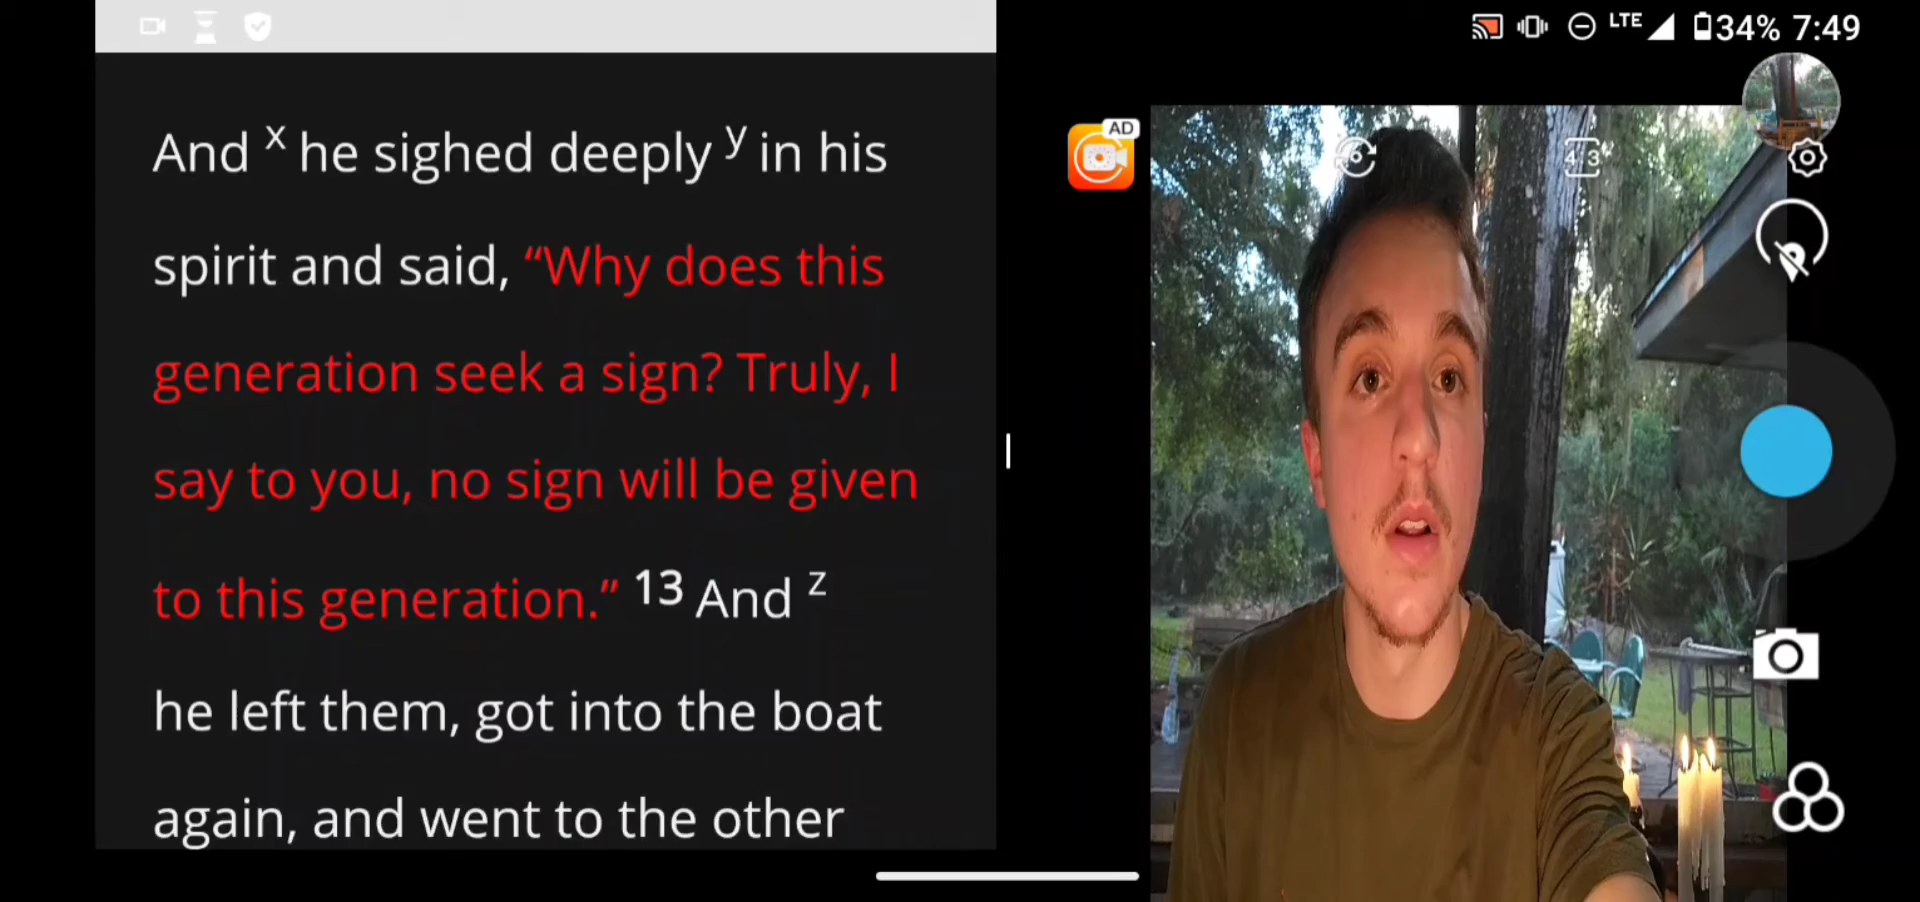 LTE 34% 7:49
And x he sighed deeply y in his
spirit and said, “Why does this
generation seek a sign? Truly, I
say to you, no sign will be given
to this generation.” 13 And z
he left them, got into the boat
again, and went to the other
AD
4:3